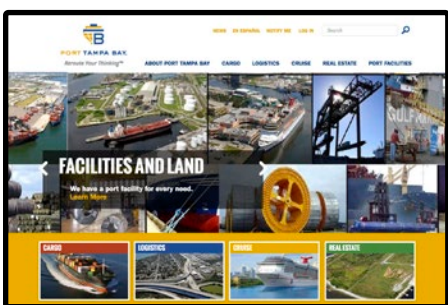 NEWS EN ESPAÑOL NOTIFY ME LOG IN Search
PORT TAMPA BAY
Reroute Your Thinking™
ABOUT PORT TAMPA BAY CARGO LOGISTICS CRUISE REAL ESTATE PORT FACILITIES
GULF
FACILITIES AND LAND
We have a port facility for every need.
Learn More
CARGO LOGISTICS CRUISE REAL ESTATE